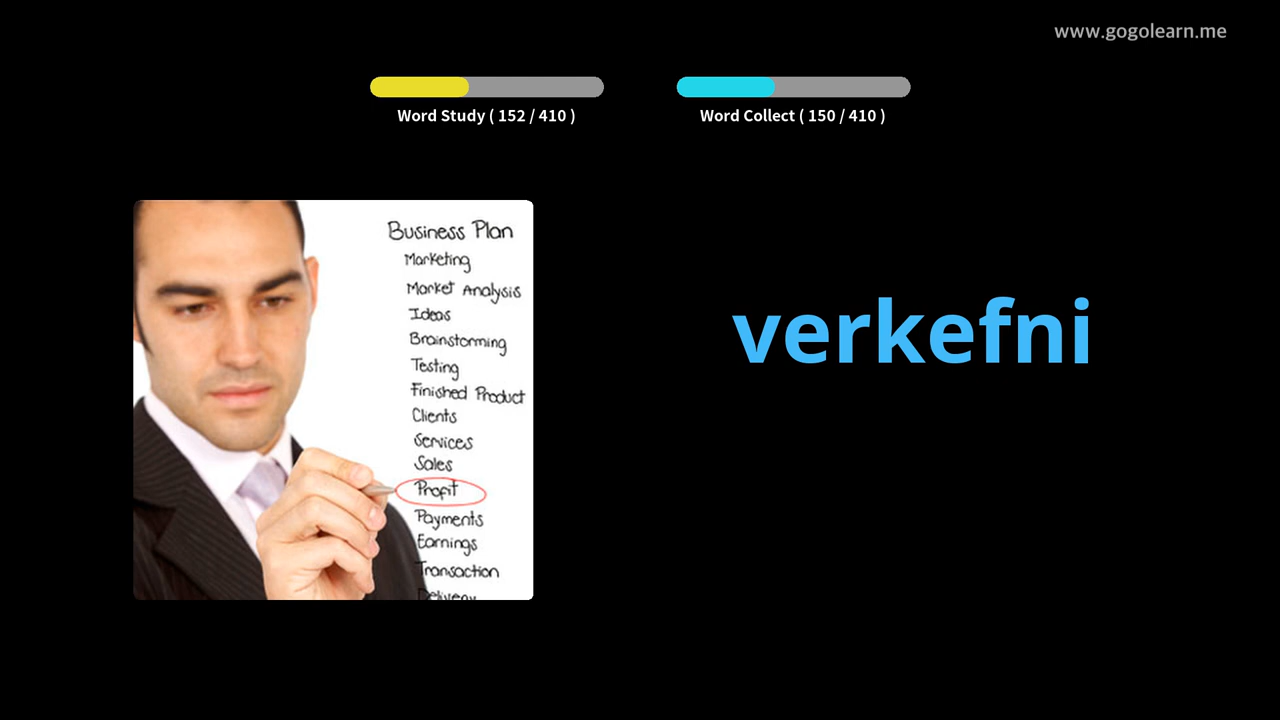 www.gogolearn.me
Word Study ( 152 / 410 )
Word Collect ( 150 / 410 )
Business Plan
Marketing
Market Analysis
Ideas
Brainstorming
Testing
Finished Product
Clients
Services
Sales
Profit
Payments
Earnings
Transaction
Delivery
verkefni